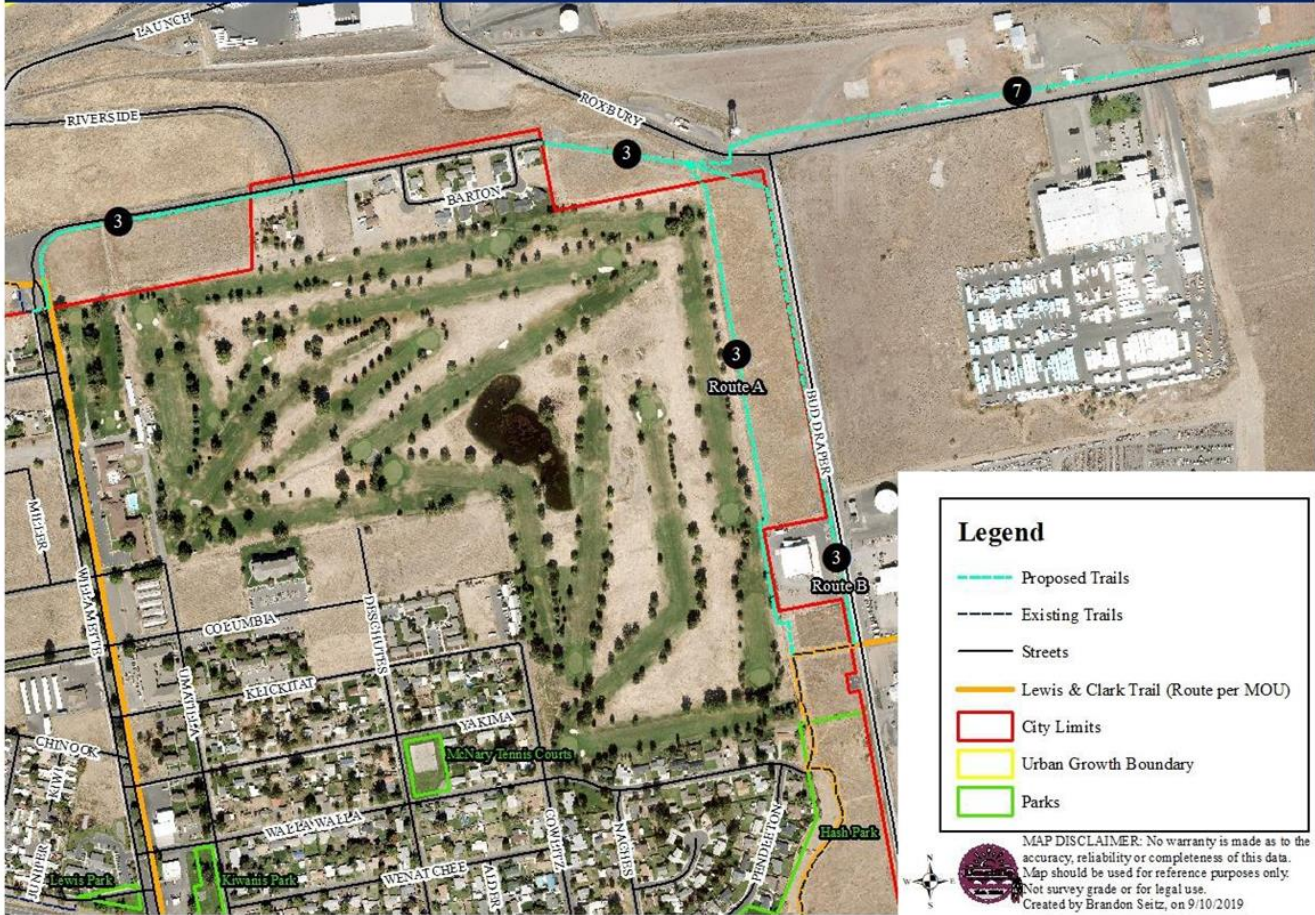 LAUNCH
RIVERSIDE
ROXBURY
7
3
BARTON
3
3
Route A
BUD DRAPER
3
Route B
MILLER
WILLAMETTE
DESCHUTES
COLUMBIA
UMATILLA
KLICKITAT
YAKIMA
CHINOOK
KIWI
McNary Tennis Courts
WALLA WALLA
COWLITZ
NACHES
PENDLETON
Hash Park
JUNIPER
Lewis Park
Kiwanis Park
WENATCHEE
ALDER
Legend
Proposed Trails
Existing Trails
Streets
Lewis & Clark Trail (Route per MOU)
City Limits
Urban Growth Boundary
Parks
N
W
E
S
MAP DISCLAIMER: No warranty is made as to the
accuracy, reliability or completeness of this data.
Map should be used for reference purposes only.
Not survey grade or for legal use.
Created by Brandon Seitz, on 9/10/2019